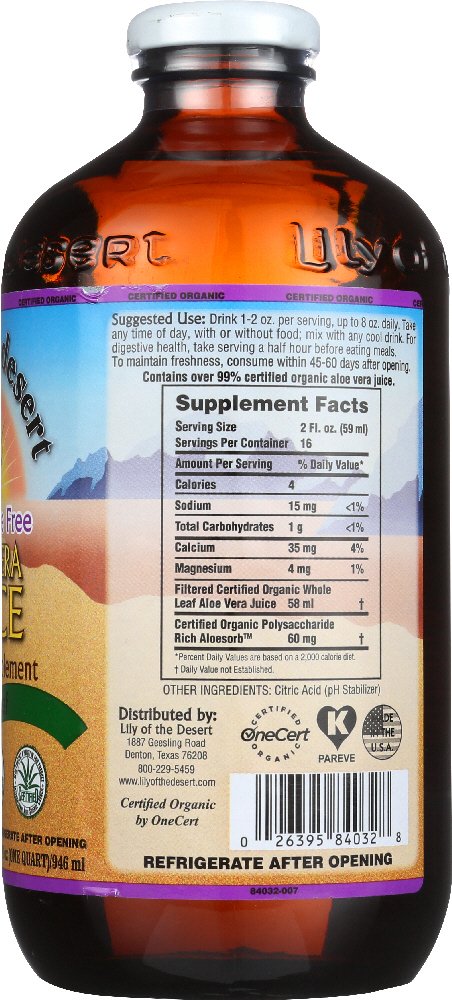 DESERT Lily of
CERTIFIED ORGANIC CERTIFIED ORGANIC CERTIFIED ORGANIC
desert
Free
ERA
CE
lement
Suggested Use: Drink 1-2 oz. per serving, up to 8 oz. daily. Take
any time of day, with or without food; mix with any cool drink. For
digestive health, take serving a half hour before eating meals.
To maintain freshness, consume within 45-60 days after opening.
Contains over 99% certified organic aloe vera juice.
Supplement Facts
Serving Size 2 Fl. oz. (59 ml)
Servings Per Container 16
Amount Per Serving % Daily Value*
Calories 4
Sodium 15 mg <1%
Total Carbohydrates 1 g <1%
Calcium 35 mg 4%
Magnesium 4 mg 1%
Filtered Certified Organic Whole
Leaf Aloe Vera Juice 58 ml †
Certified Organic Polysaccharide
Rich Aloesorb™ 60 mg †
*Percent Daily Values are based on a 2,000 calorie diet.
† Daily Value not Established.
OTHER INGREDIENTS: Citric Acid (pH Stabilizer)
Distributed by:
Lily of the Desert
1887 Geesling Road
Denton, Texas 76208
800-229-5459
www.lilyofthedesert.com
Certified Organic
by OneCert
CERTIFIED
OneCert
ORGANIC
K
PAREVE
MADE
IN THE
U.S.A.
0 26395 84032 8
REFRIGERATE AFTER OPENING
GERATE AFTER OPENING
(ONE QUART)/946 ml
84032-007